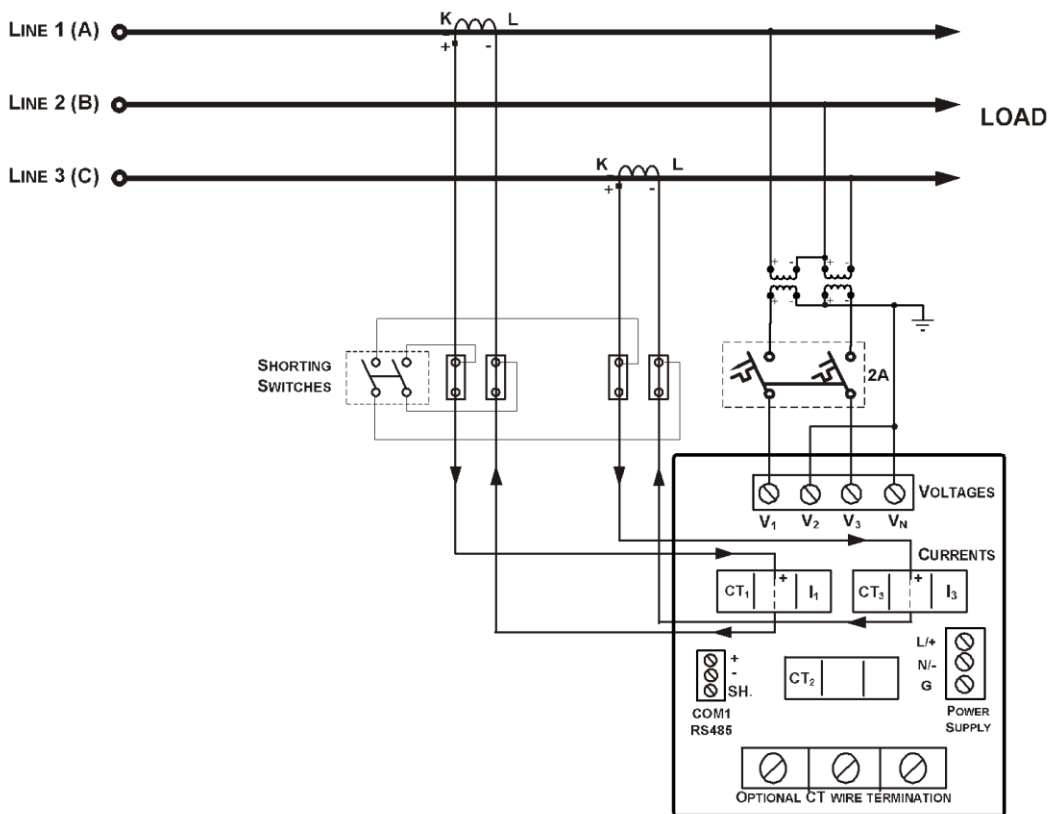 K L
LINE 1 (A)
+ -
LINE 2 (B)
LOAD
K L
LINE 3 (C)
+ -
+ - + -
+ - + -
SHORTING
SWITCHES
2A
VOLTAGES
V1 V2 V3 VN
CURRENTS
CT1 + I1 CT3 + I3
L/+
N/-
G
POWER
SUPPLY
+
-
SH.
COM1
RS485
CT2
OPTIONAL CT WIRE TERMINATION